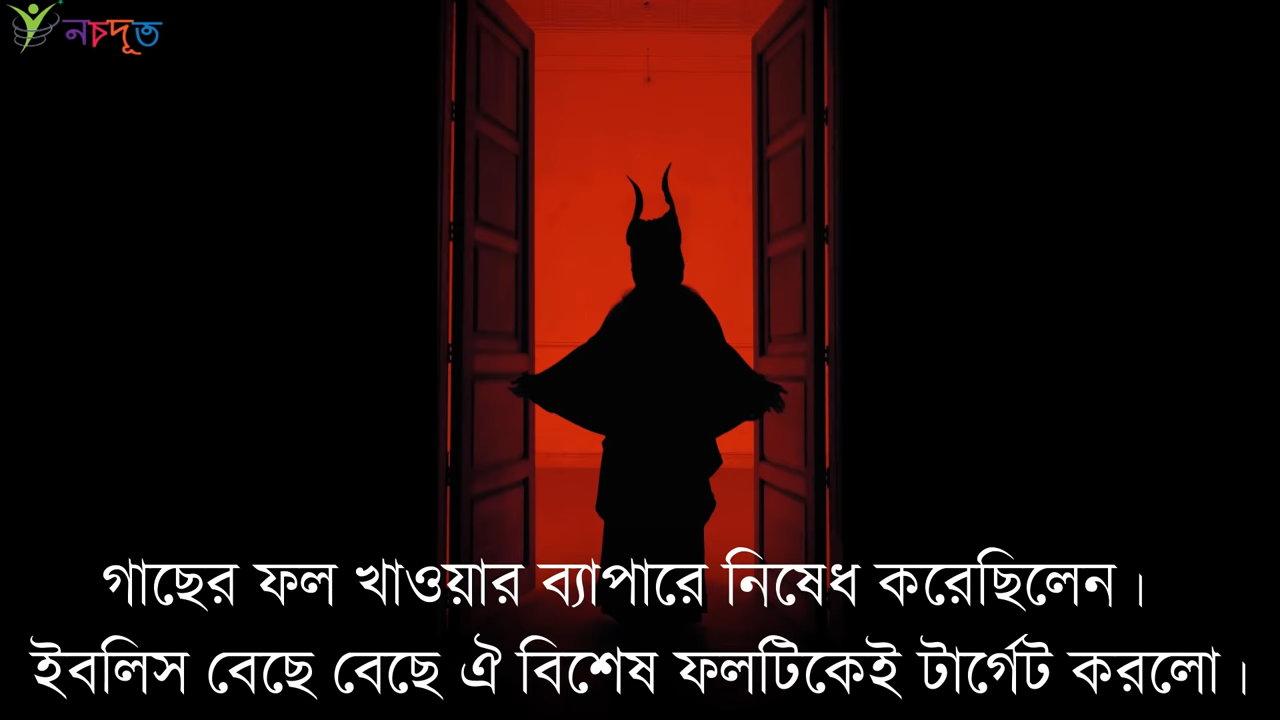 নচদূত
গাছের ফল খাওয়ার ব্যাপারে নিষেধ করেছিলেন।
ইবলিস বেছে বেছে ঐ বিশেষ ফলটিকেই টার্গেট করলো।